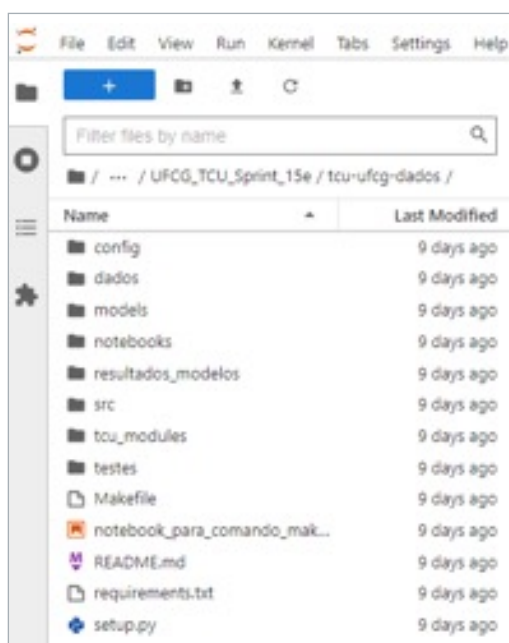 File Edit View Run Kernel Tabs Settings Help
+
Filter files by name
/ ... / UFCG_TCU_Sprint_15e / tcu-ufcg-dados /
Name Last Modified
config 9 days ago
dados 9 days ago
models 9 days ago
notebooks 9 days ago
resultados_modelos 9 days ago
src 9 days ago
tcu_modules 9 days ago
testes 9 days ago
Makefile 9 days ago
notebook_para_comando_mak... 9 days ago
README.md 9 days ago
requirements.txt 9 days ago
setup.py 9 days ago